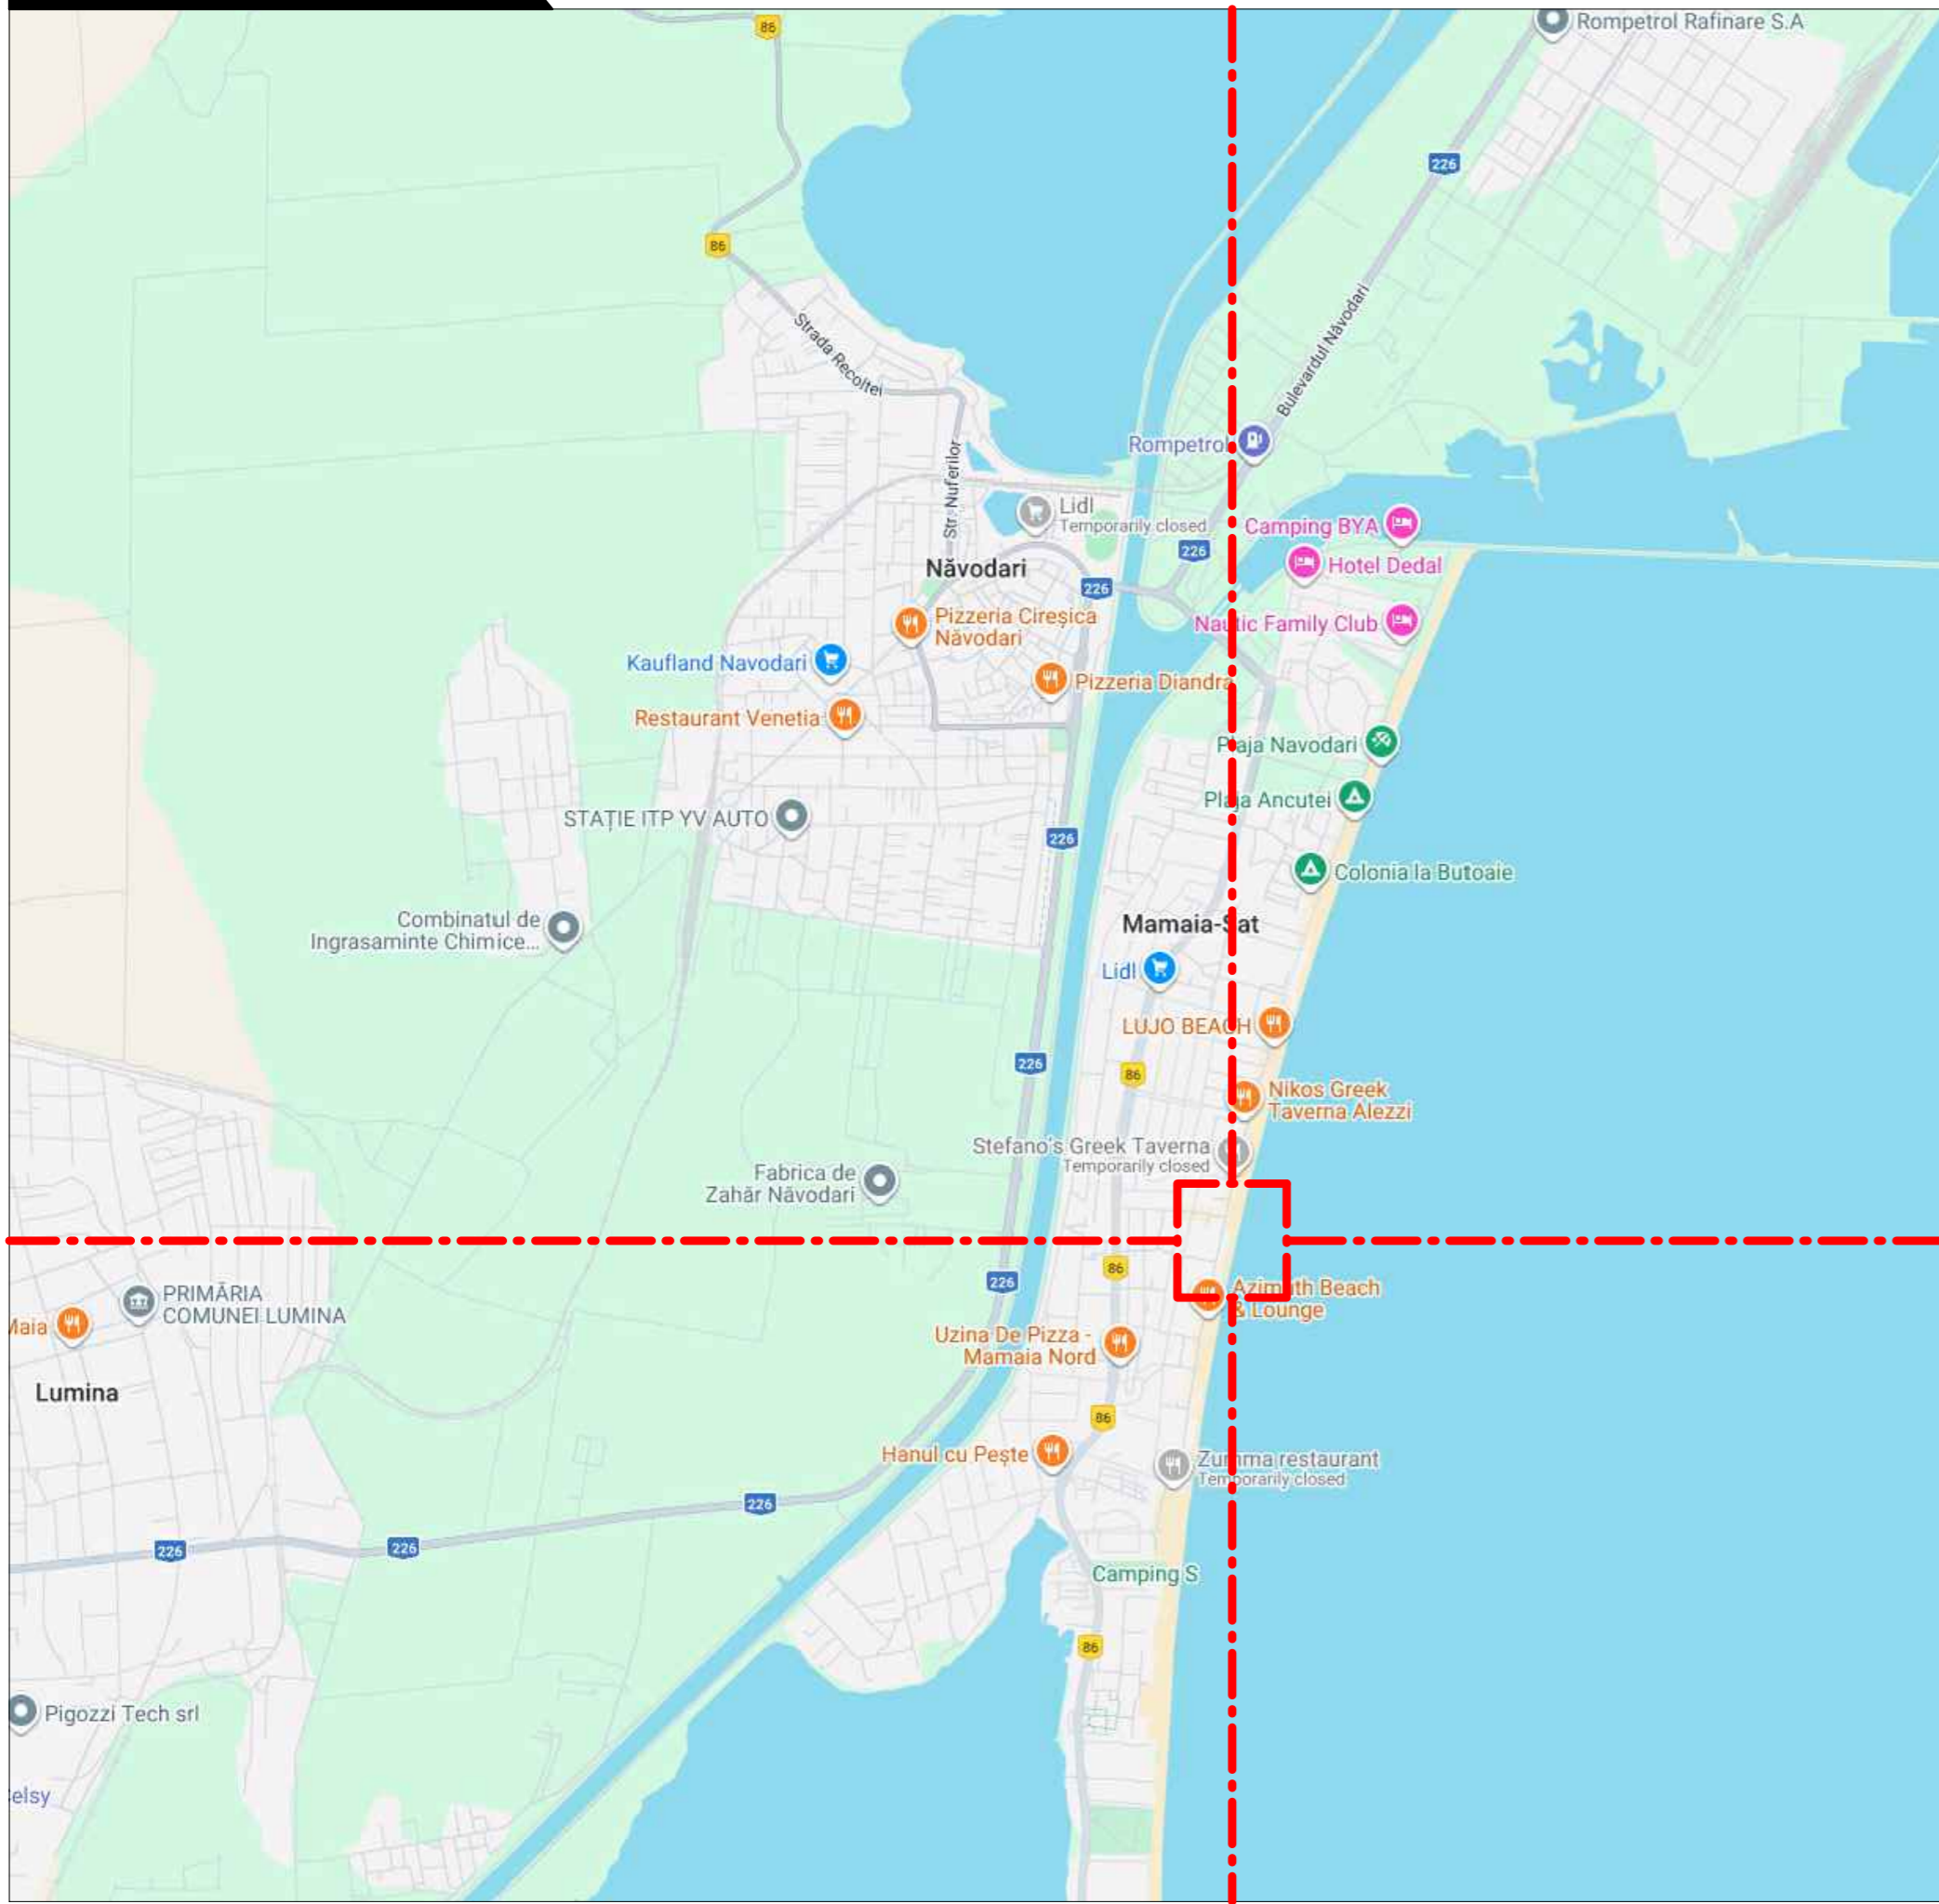 86
Rompetrol Rafinare S.A
226
86
Strada Recoltei
Bulevardul Năvodari
Rompetrol
Str. Nuferilor
Lidl
Temporarily closed
Camping BYA
226
Hotel Dedal
Năvodari
226
Pizzeria Cireșica
Năvodari
Nautic Family Club
Kaufland Navodari
Pizzeria Diandra
Restaurant Venetia
Plaja Navodari
Plaja Ancutei
STAȚIE ITP YV AUTO
226
Colonia la Butoaie
Combinatul de
Ingrasaminte Chimice...
Mamaia-Sat
Lidl
LUJO BEACH
226
86
Nikos Greek
Taverna Alezzi
Stefano's Greek Taverna
Temporarily closed
Fabrica de
Zahăr Năvodari
86
226
Azimuth Beach
& Lounge
PRIMĂRIA
COMUNEI LUMINA
Maia
Uzina De Pizza -
Mamaia Nord
Lumina
86
Hanul cu Pește
Zumma restaurant
Temporarily closed
226
226
226
Camping S
86
Pigozzi Tech srl
elsy